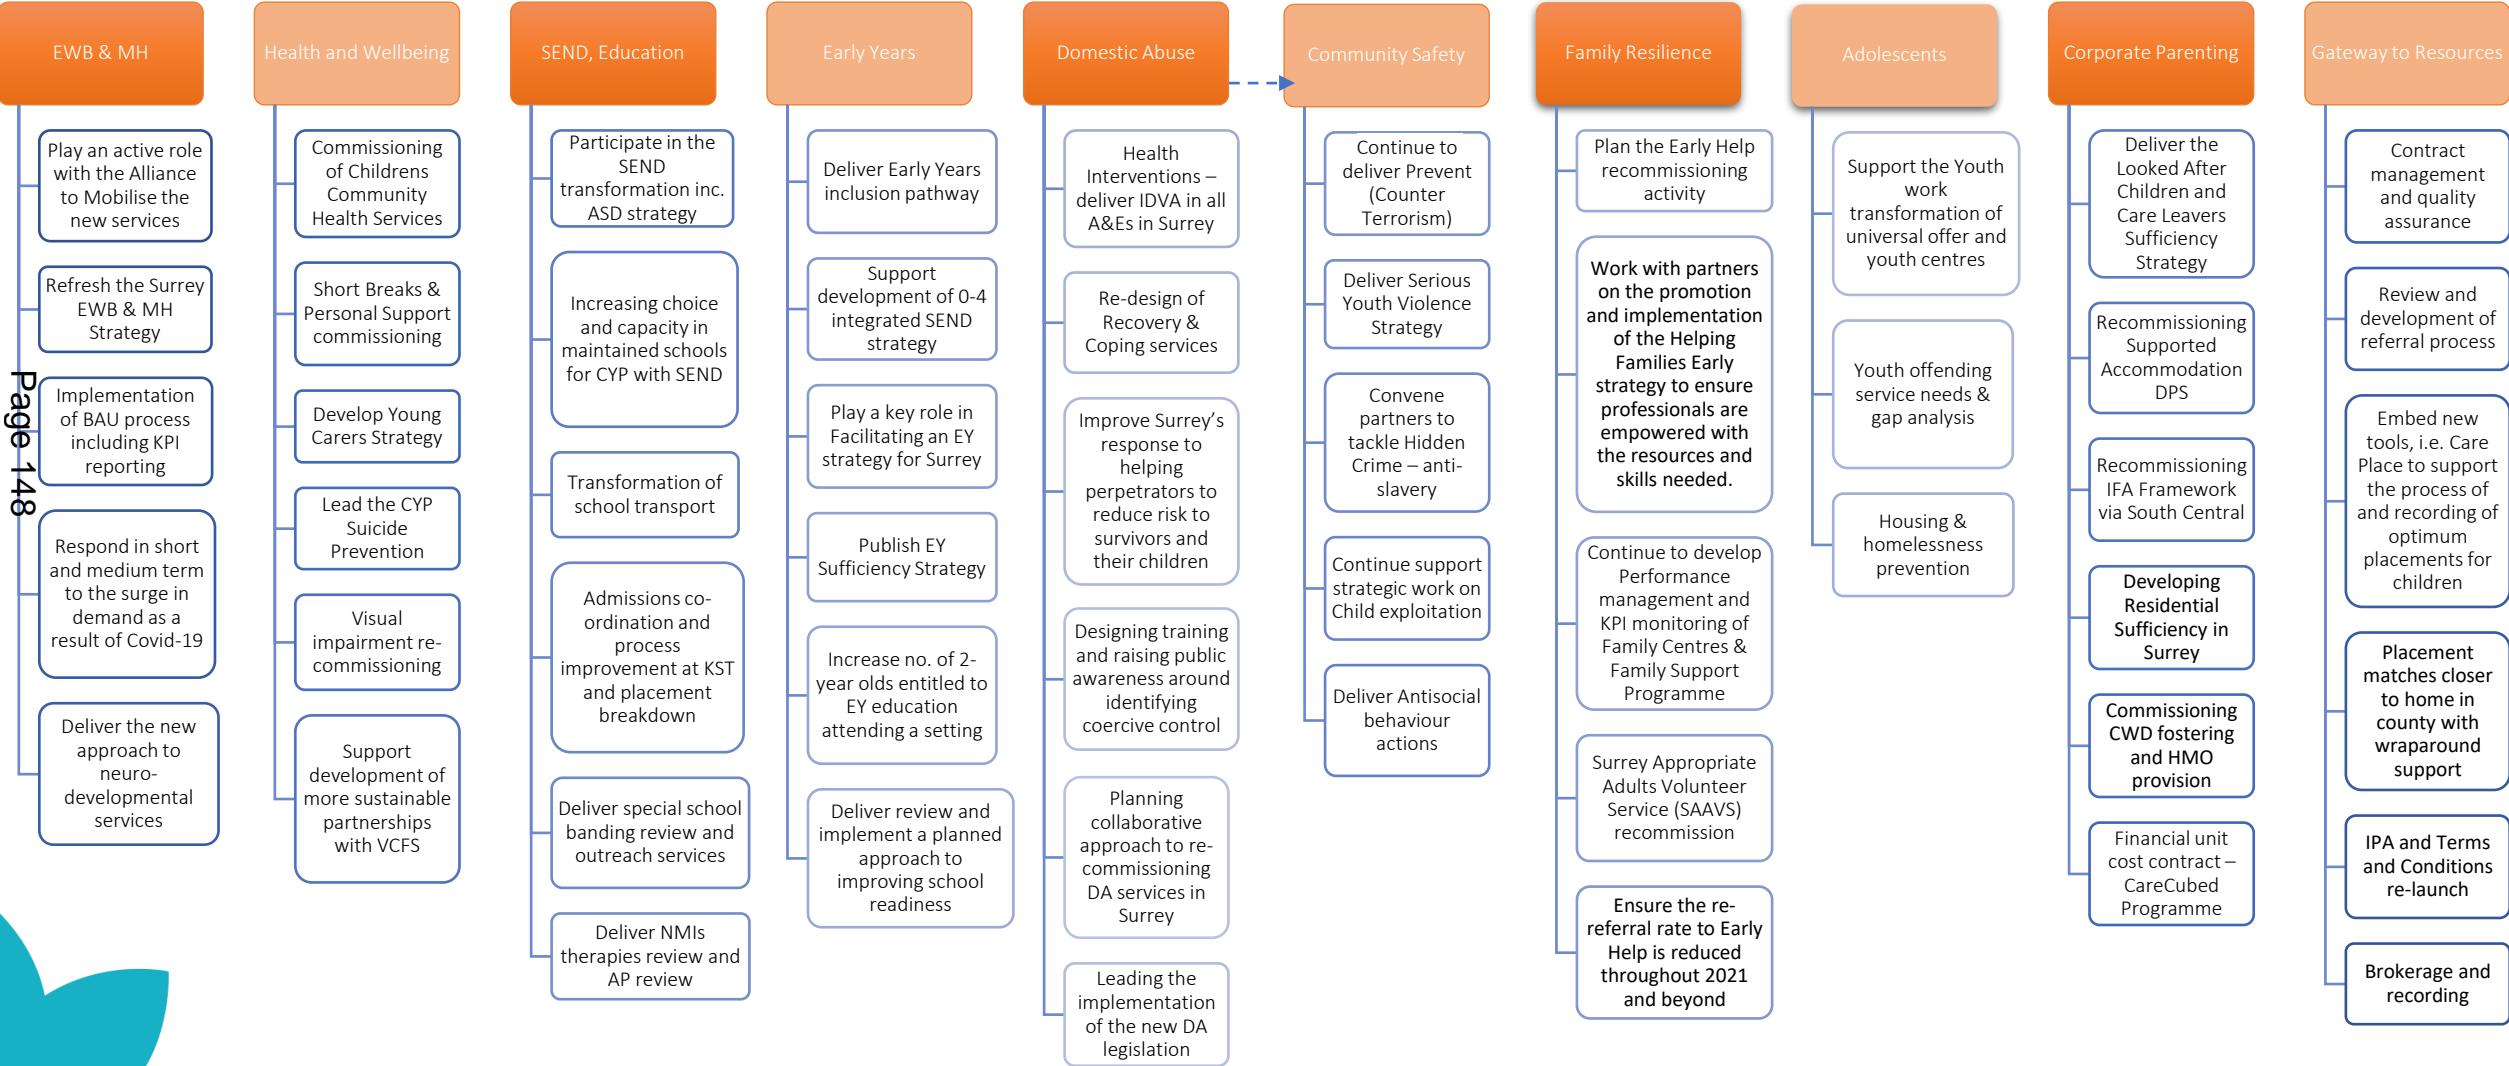 EWB & MH
Play an active role
with the Alliance
to Mobilise the
new services
Refresh the Surrey
EWB & MH
Strategy
Implementation
of BAU process
including KPI
reporting
Respond in short
and medium term
to the surge in
demand as a
result of Covid-19
Deliver the new
approach to
neuro-
developmental
services
Page 148
Health and Wellbeing
Commissioning
of Childrens
Community
Health Services
Short Breaks &
Personal Support
commissioning
Develop Young
Carers Strategy
Lead the CYP
Suicide
Prevention
Visual
impairment re-
commissioning
Support
development of
more sustainable
partnerships
with VCFS
SEND, Education
Participate in the
SEND
transformation inc.
ASD strategy
Increasing choice
and capacity in
maintained schools
for CYP with SEND
Transformation of
school transport
Admissions co-
ordination and
process
improvement at KST
and placement
breakdown
Deliver special school
banding review and
outreach services
Deliver NMIs
therapies review and
AP review
Early Years
Deliver Early Years
inclusion pathway
Support
development of 0-4
integrated SEND
strategy
Play a key role in
Facilitating an EY
strategy for Surrey
Publish EY
Sufficiency Strategy
Increase no. of 2-
year olds entitled to
EY education
attending a setting
Deliver review and
implement a planned
approach to
improving school
readiness
Domestic Abuse
Health
Interventions –
deliver IDVA in all
A&Es in Surrey
Re-design of
Recovery &
Coping services
Improve Surrey’s
response to
helping
perpetrators to
reduce risk to
survivors and
their children
Designing training
and raising public
awareness around
identifying
coercive control
Planning
collaborative
approach to re-
commissioning
DA services in
Surrey
Leading the
implementation
of the new DA
legislation
Community Safety
Continue to
deliver Prevent
(Counter
Terrorism)
Deliver Serious
Youth Violence
Strategy
Convene
partners to
tackle Hidden
Crime – anti-
slavery
Continue support
strategic work on
Child exploitation
Deliver Antisocial
behaviour
actions
Family Resilience
Plan the Early Help
recommissioning
activity
Work with partners
on the promotion
and implementation
of the Helping
Families Early
strategy to ensure
professionals are
empowered with
the resources and
skills needed.
Continue to develop
Performance
management and
KPI monitoring of
Family Centres &
Family Support
Programme
Surrey Appropriate
Adults Volunteer
Service (SAAVS)
recommission
Ensure the re-
referral rate to Early
Help is reduced
throughout 2021
and beyond
Adolescents
Support the Youth
work
transformation of
universal offer and
youth centres
Youth offending
service needs &
gap analysis
Housing &
homelessness
prevention
Corporate Parenting
Deliver the
Looked After
Children and
Care Leavers
Sufficiency
Strategy
Recommissioning
Supported
Accommodation
DPS
Recommissioning
IFA Framework
via South Central
Developing
Residential
Sufficiency in
Surrey
Commissioning
CWD fostering
and HMO
provision
Financial unit
cost contract –
CareCubed
Programme
Gateway to Resources
Contract
management
and quality
assurance
Review and
development of
referral process
Embed new
tools, i.e. Care
Place to support
the process of
and recording of
optimum
placements for
children
Placement
matches closer
to home in
county with
wraparound
support
IPA and Terms
and Conditions
re-launch
Brokerage and
recording